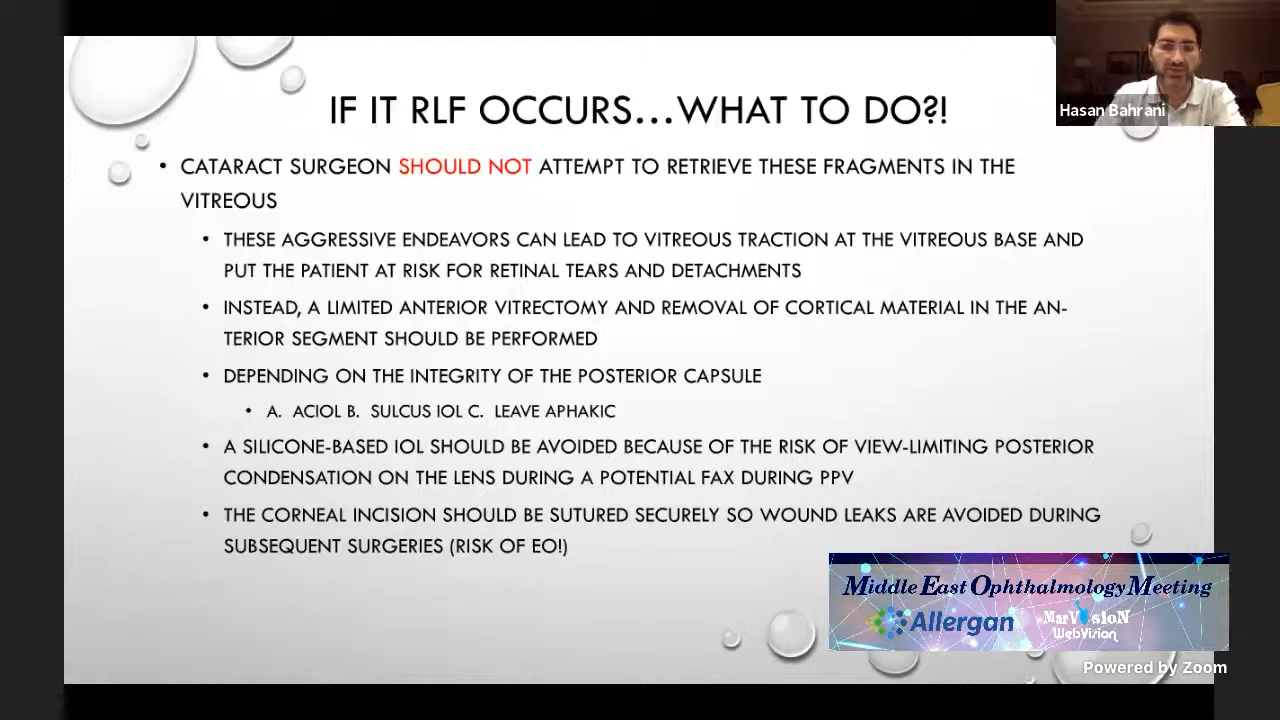 IF IT RLF OCCURS...WHAT TO DO?!
Hasan Bahrani
• CATARACT SURGEON SHOULD NOT ATTEMPT TO RETRIEVE THESE FRAGMENTS IN THE
VITREOUS
• THESE AGGRESSIVE ENDEAVORS CAN LEAD TO VITREOUS TRACTION AT THE VITREOUS BASE AND
PUT THE PATIENT AT RISK FOR RETINAL TEARS AND DETACHMENTS
• INSTEAD, A LIMITED ANTERIOR VITRECTOMY AND REMOVAL OF CORTICAL MATERIAL IN THE AN-
TERIOR SEGMENT SHOULD BE PERFORMED
• DEPENDING ON THE INTEGRITY OF THE POSTERIOR CAPSULE
• A. ACIOL B. SULCUS IOL C. LEAVE APHAKIC
• A SILICONE-BASED IOL SHOULD BE AVOIDED BECAUSE OF THE RISK OF VIEW-LIMITING POSTERIOR
CONDENSATION ON THE LENS DURING A POTENTIAL FAX DURING PPV
• THE CORNEAL INCISION SHOULD BE SUTURED SECURELY SO WOUND LEAKS ARE AVOIDED DURING
SUBSEQUENT SURGERIES (RISK OF EO!)
Middle East Ophthalmology Meeting
Allergan
MarVision
WebVision
Powered by Zoom